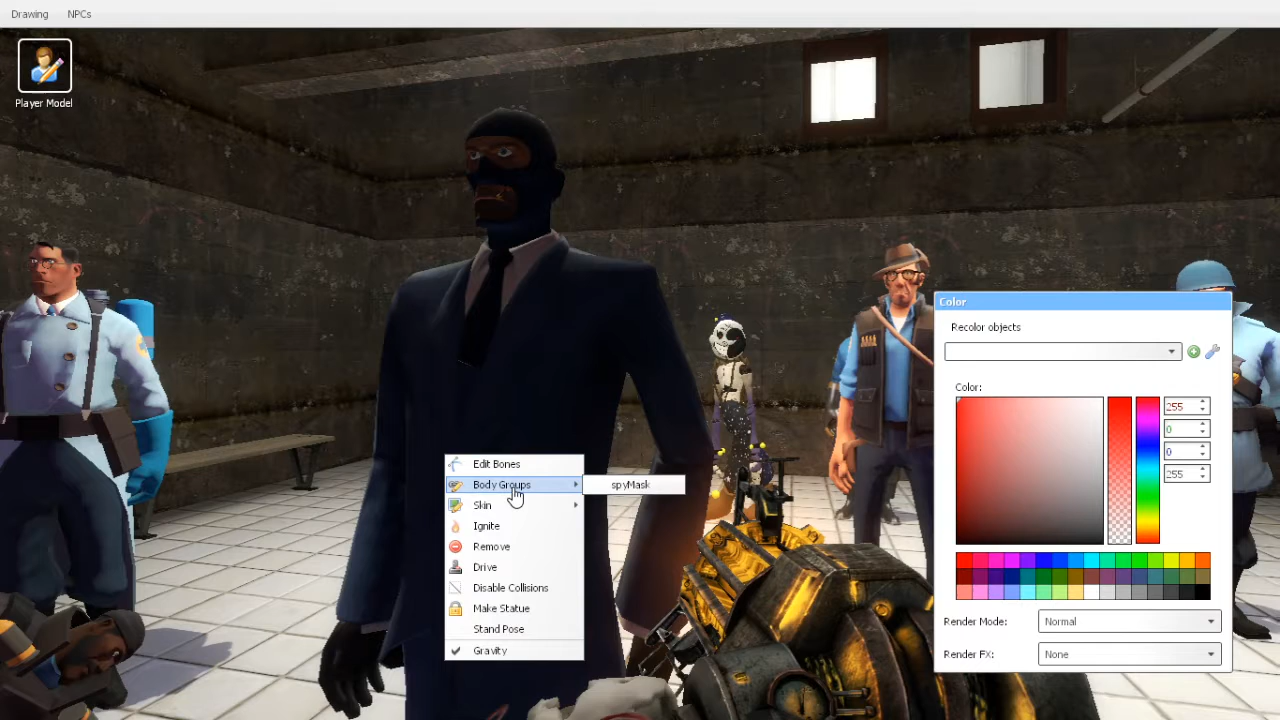 Drawing NPCs
Player Model
Edit Bones
Body Groups
spyMask
Skin
Ignite
Remove
Drive
Disable Collisions
Make Statue
Stand Pose
Gravity
Color
Recolor objects
Color:
255
0
0
255
Render Mode: Normal
Render FX: None